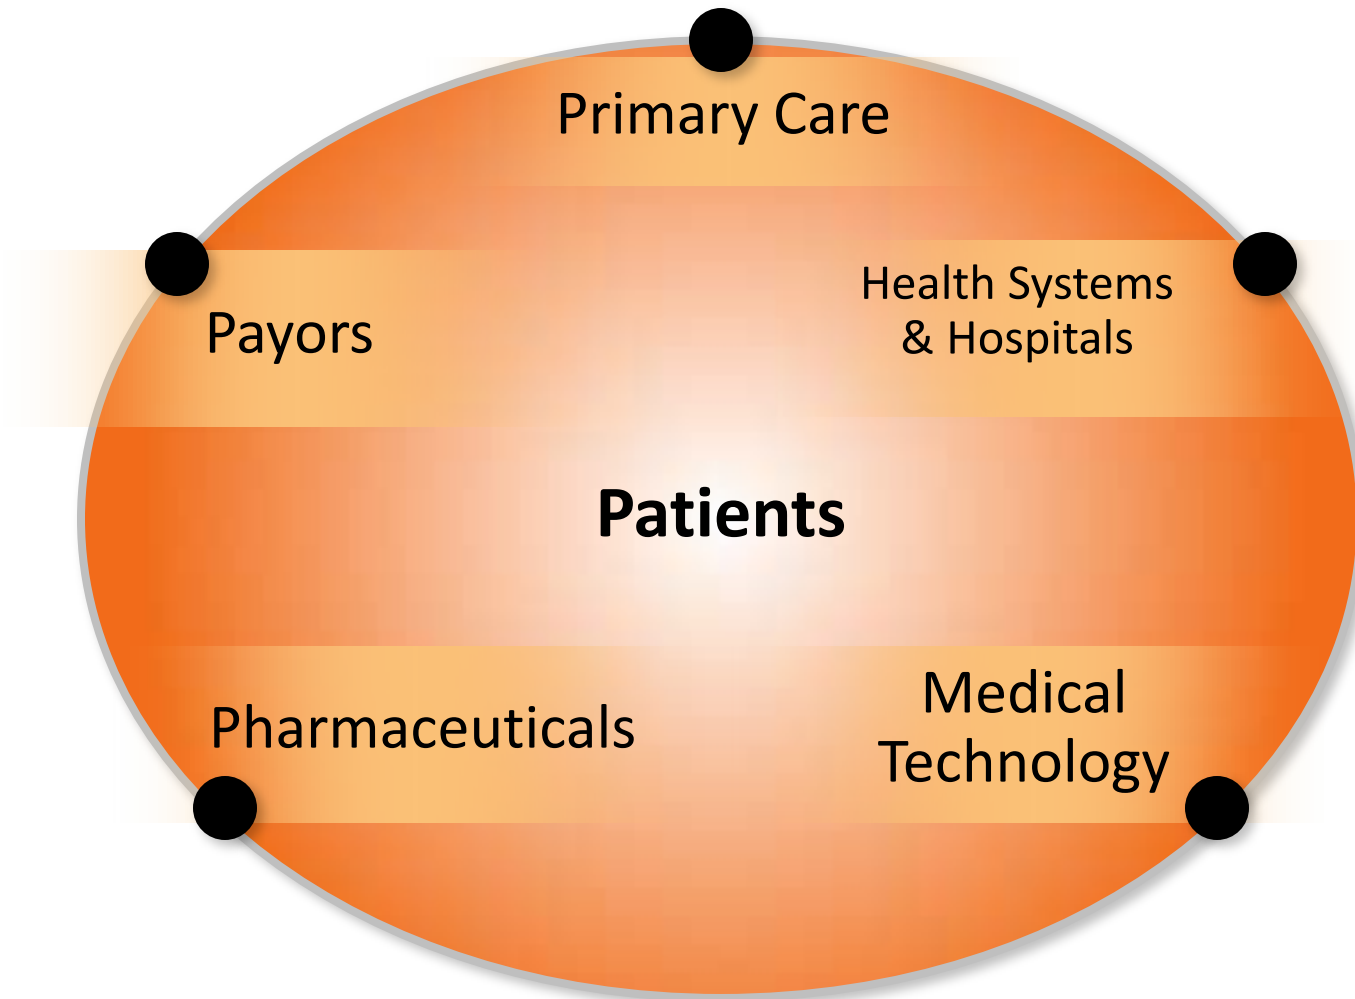 Primary Care
Payors
Health Systems
& Hospitals
Patients
Pharmaceuticals
Medical
Technology